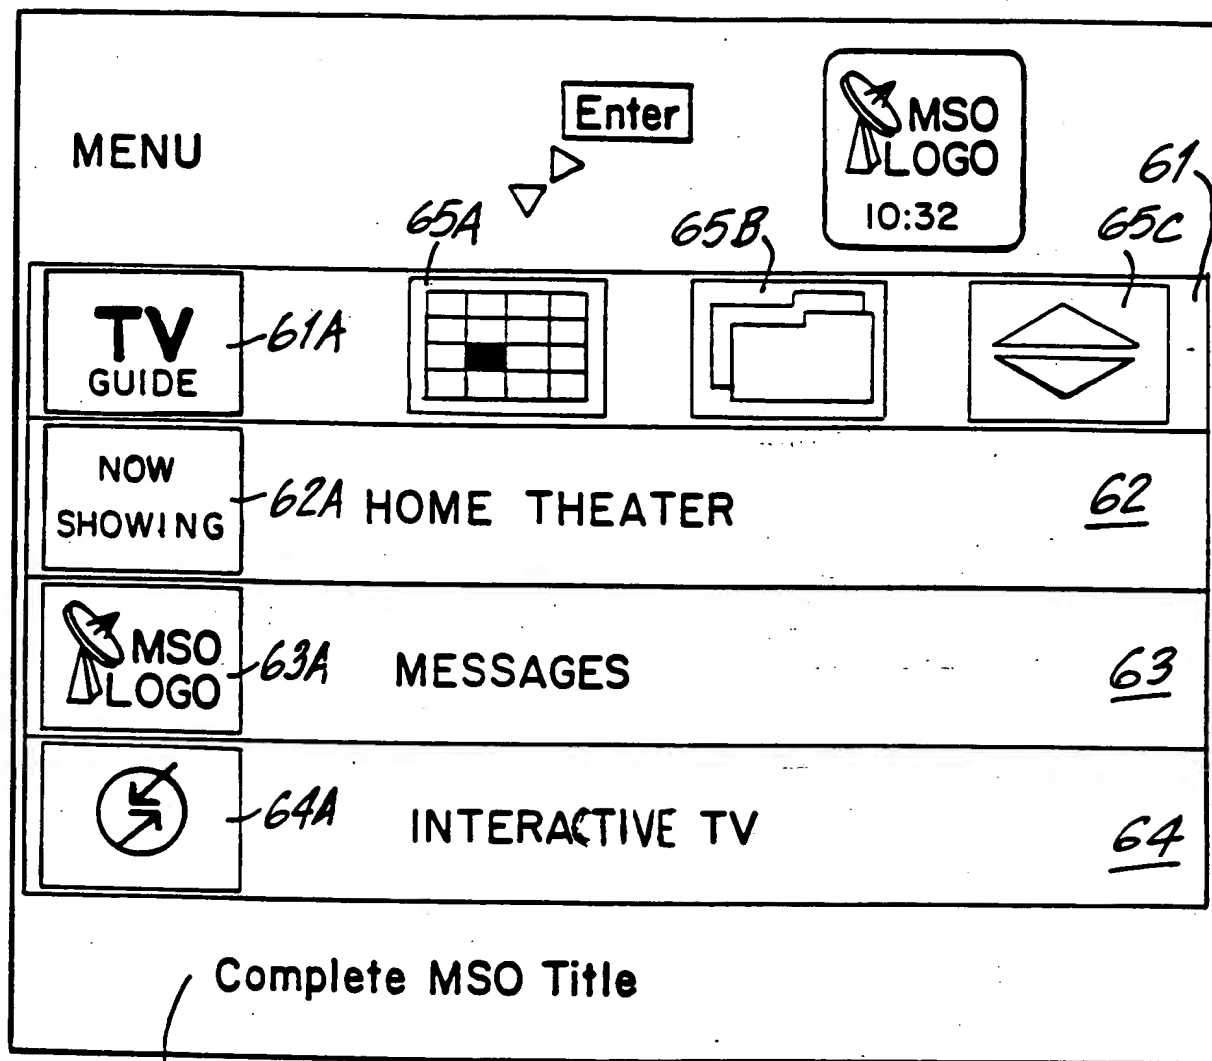 Enter
MENU
MSO
LOGO
10:32
61
65A
65B
65C
TV
GUIDE
61A
NOW
SHOWING
62A
HOME THEATER
62
MSO
LOGO
63A
MESSAGES
63
64A
INTERACTIVE TV
64
Complete MSO Title